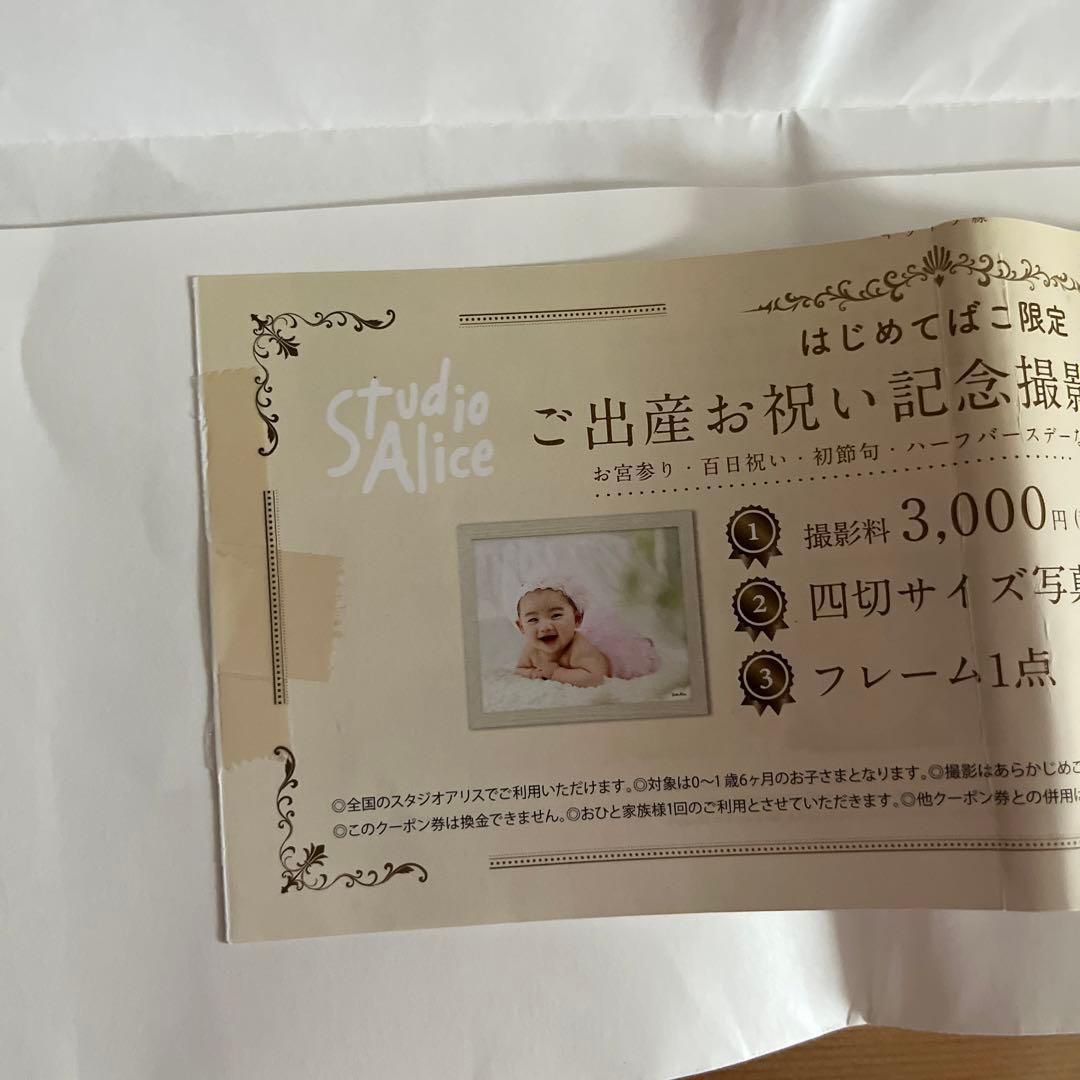 はじめてばこ限定
Studio
Alice
ご出産お祝い記念撮影
お宮参り・百日祝い・初節句・ハーフバースデーな
1 撮影料 3,000円(
2 四切サイズ写真
3 フレーム1点
◎全国のスタジオアリスでご利用いただけます。◎対象は0〜1歳6ヶ月のお子さまとなります。◎撮影はあらかじめご
◎このクーポン券は換金できません。◎おひと家族様1回のご利用とさせていただきます。◎他クーポン券との併用は